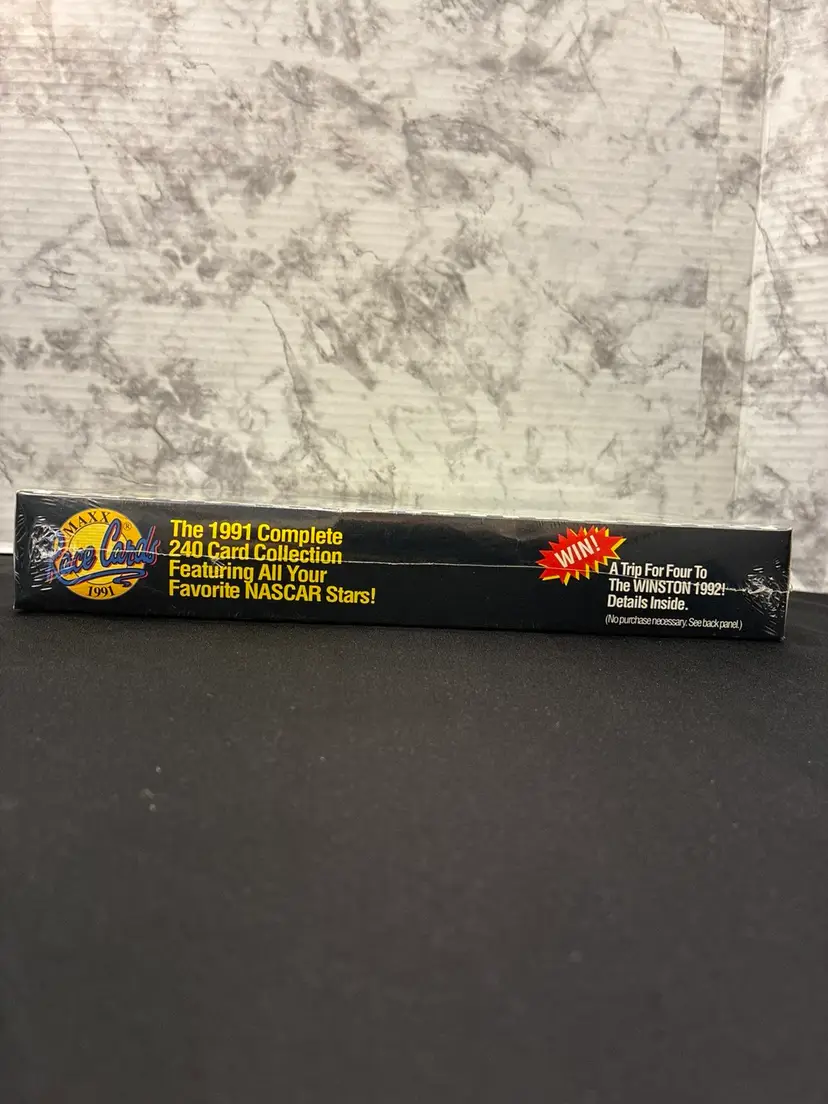 MAXX ®
Race Cards
1991
The 1991 Complete
240 Card Collection
Featuring All Your
Favorite NASCAR Stars!
WIN!
A Trip For Four To
The WINSTON 1992!
Details Inside.
(No purchase necessary. See back panel.)